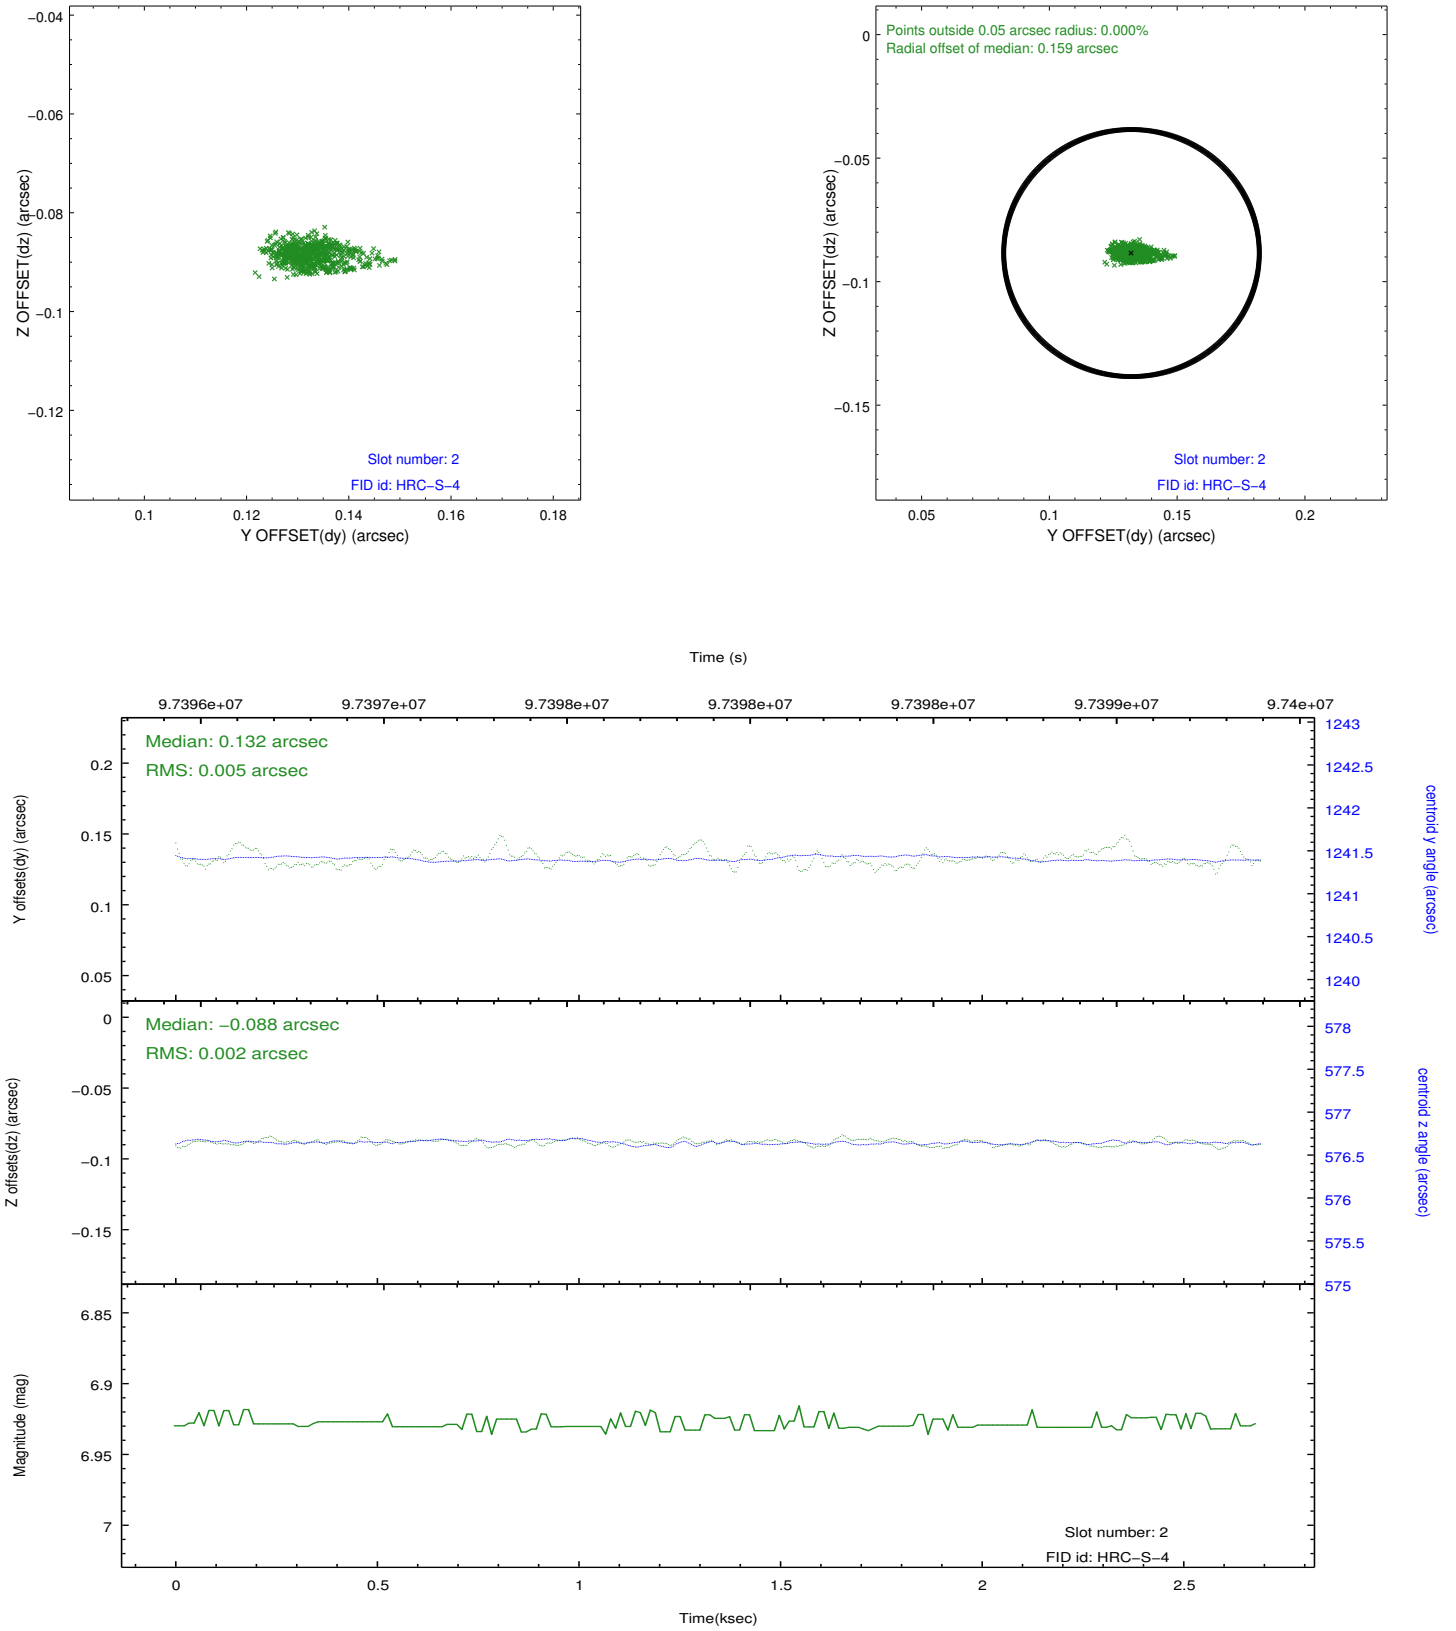 −0.04
−0.06
−0.08
−0.1
−0.12
Z OFFSET(dz) (arcsec)
Slot number: 2
FID id: HRC−S−4
0.1 0.12 0.14 0.16 0.18
Y OFFSET(dy) (arcsec)
Points outside 0.05 arcsec radius: 0.000%
Radial offset of median: 0.159 arcsec
0
−0.05
−0.1
−0.15
Z OFFSET(dz) (arcsec)
Slot number: 2
FID id: HRC−S−4
0.05 0.1 0.15 0.2
Y OFFSET(dy) (arcsec)
Time (s)
9.7396e+07 9.7397e+07 9.7398e+07 9.7398e+07 9.7398e+07 9.7399e+07 9.74e+07
Median: 0.132 arcsec
RMS: 0.005 arcsec
0.2
0.15
0.1
0.05
Y offsets(dy) (arcsec)
1243
1242.5
1242
1241.5
1241
1240.5
1240
centroid y angle (arcsec)
Median: −0.088 arcsec
RMS: 0.002 arcsec
0
−0.05
−0.1
−0.15
Z offsets(dz) (arcsec)
578
577.5
577
576.5
576
575.5
575
centroid z angle (arcsec)
6.85
6.9
6.95
7
Magnitude (mag)
Slot number: 2
FID id: HRC−S−4
0 0.5 1 1.5 2 2.5
Time(ksec)